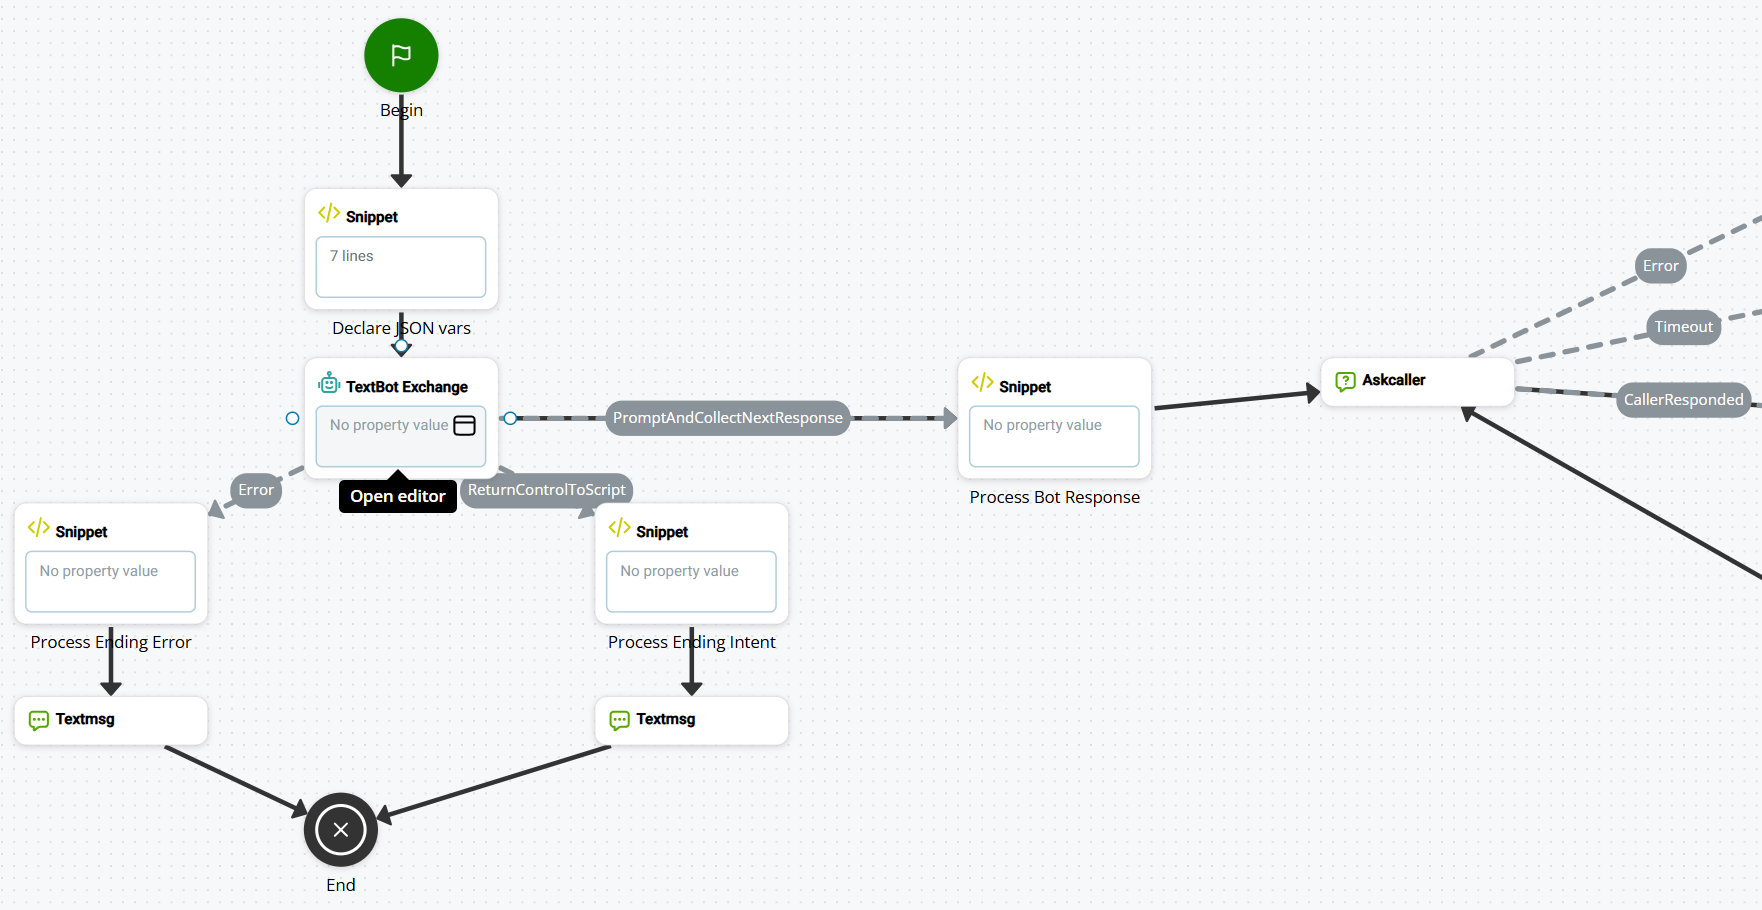 Begin
Snippet
7 lines
Declare JSON vars
TextBot Exchange
No property value
Open editor
PromptAndCollectNextResponse
Error
ReturnControlToScript
Snippet
No property value
Process Bot Response
Askcaller
Error
Timeout
CallerResponded
Snippet
No property value
Process Ending Error
Snippet
No property value
Process Ending Intent
Textmsg
Textmsg
End